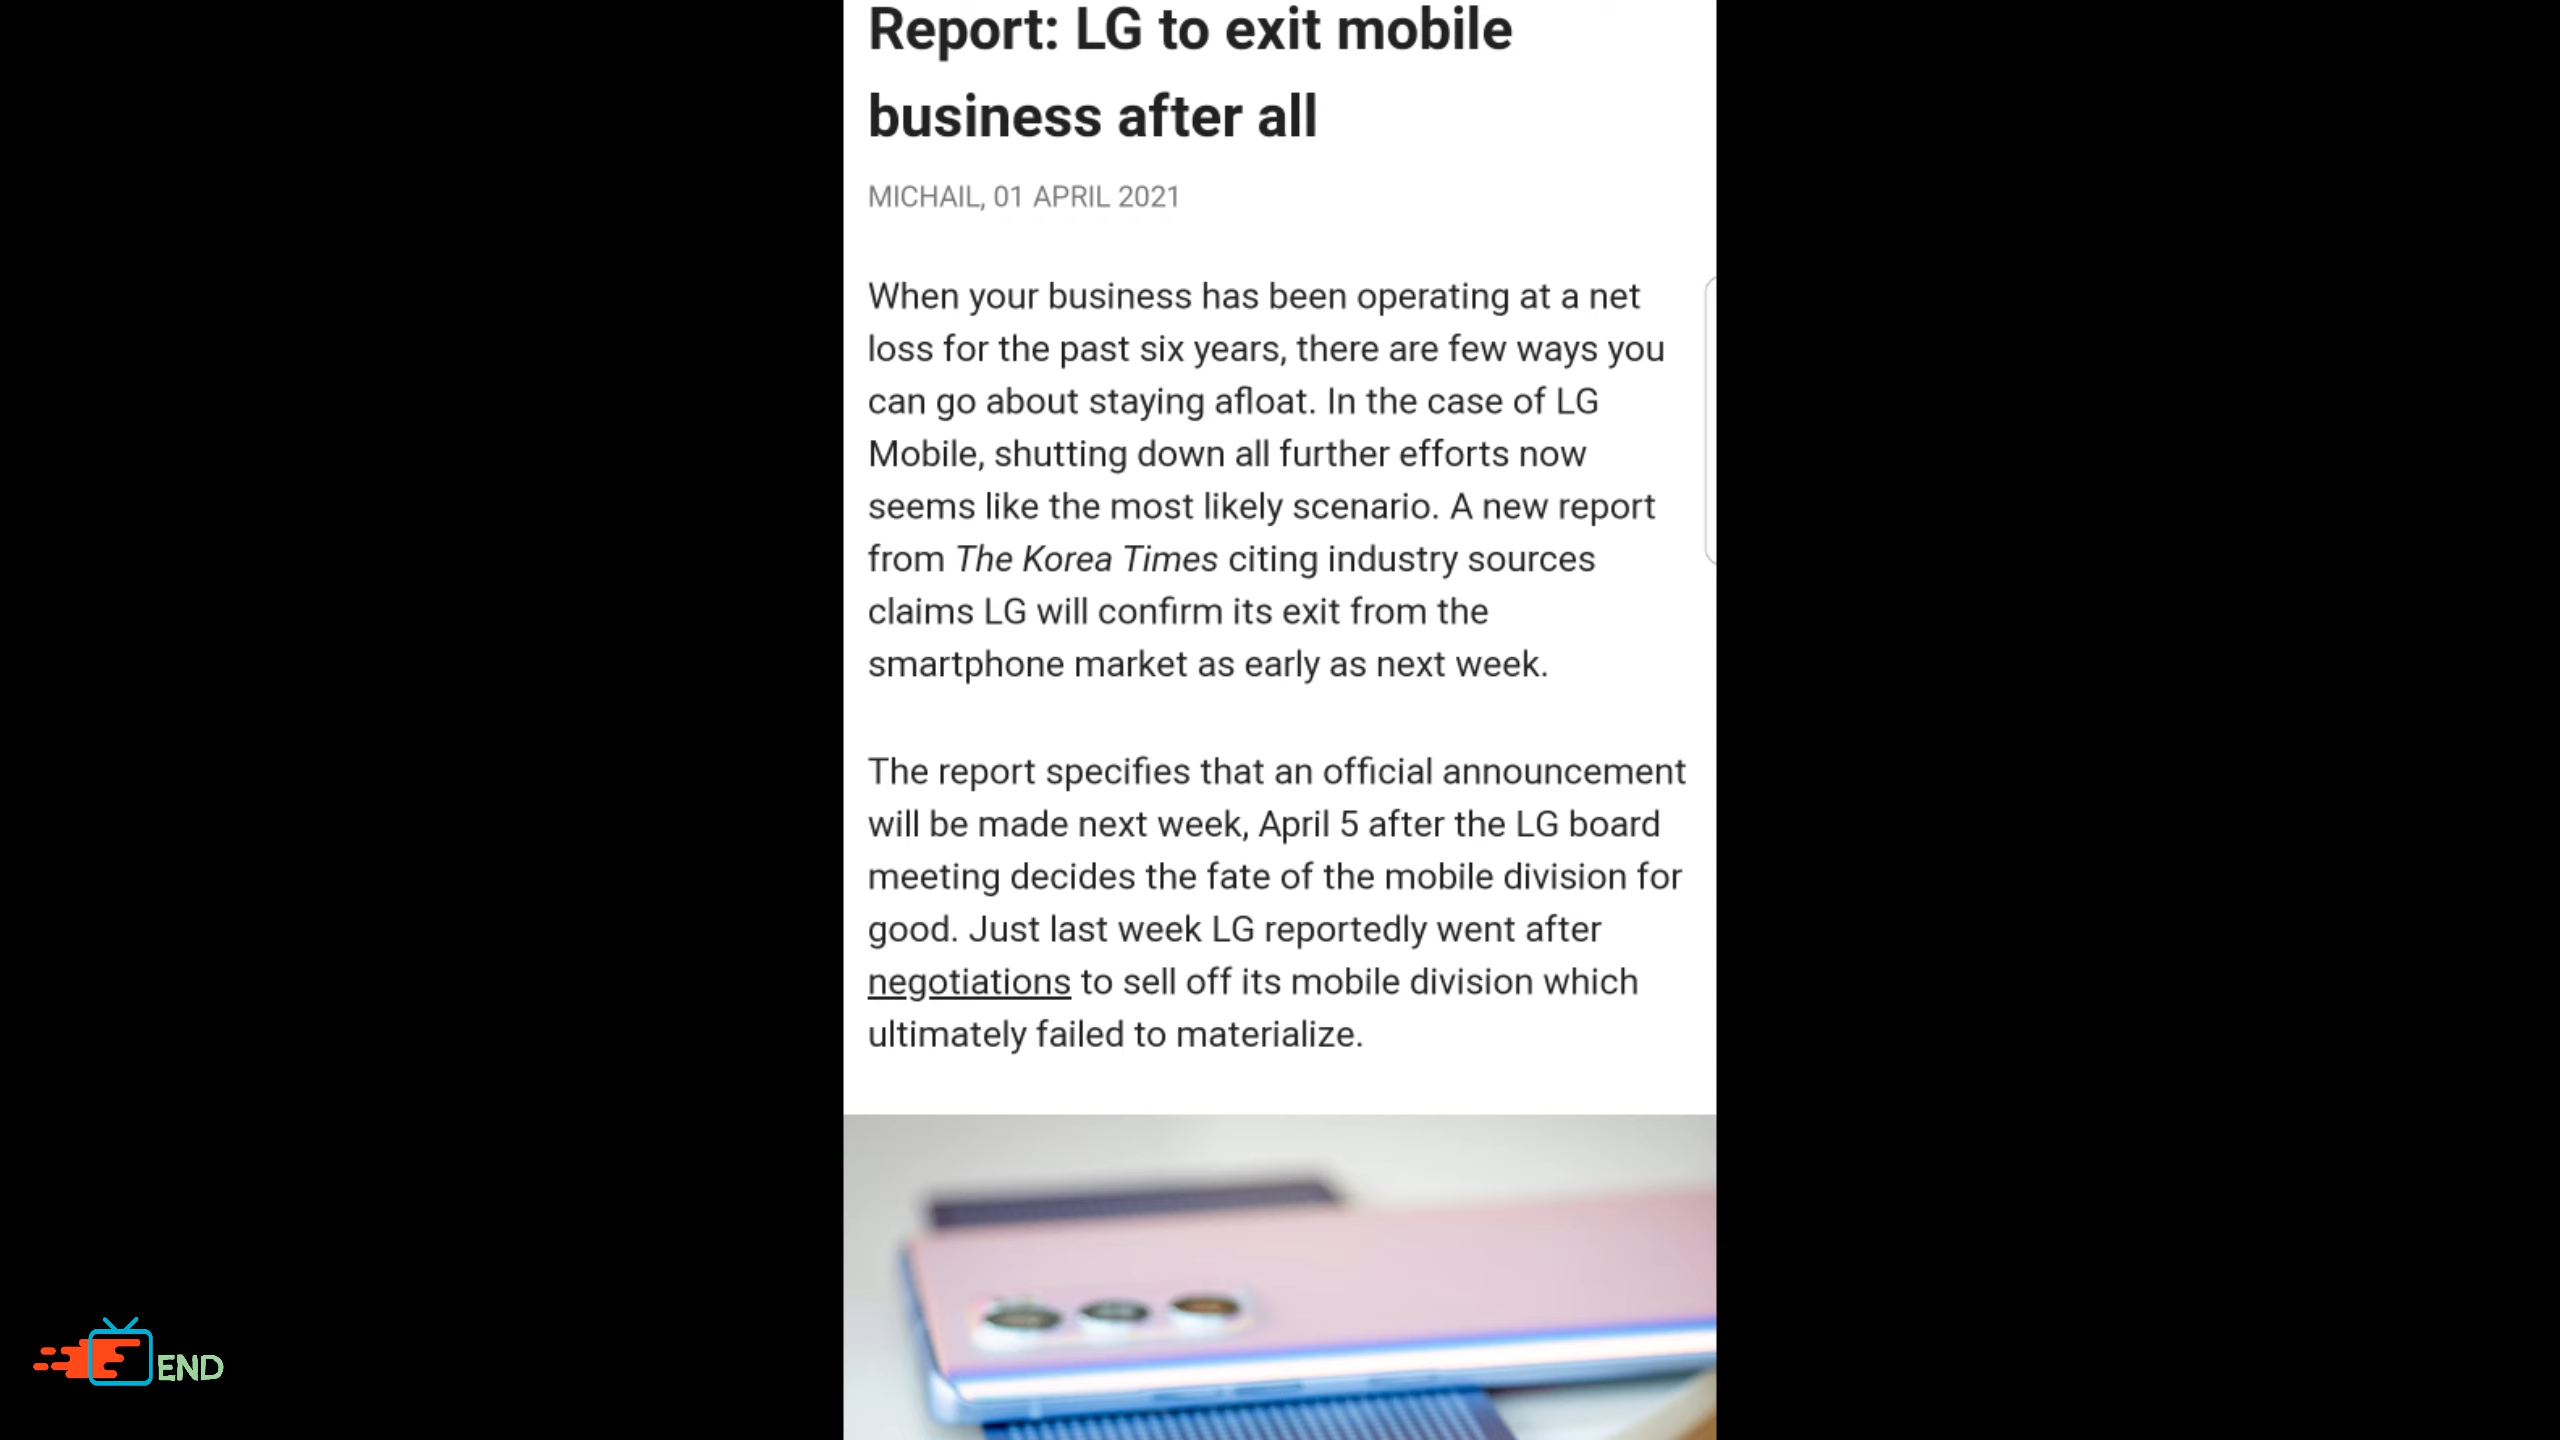 Report: LG to exit mobile
business after all
MICHAIL, 01 APRIL 2021
When your business has been operating at a net
loss for the past six years, there are few ways you
can go about staying afloat. In the case of LG
Mobile, shutting down all further efforts now
seems like the most likely scenario. A new report
from The Korea Times citing industry sources
claims LG will confirm its exit from the
smartphone market as early as next week.
The report specifies that an official announcement
will be made next week, April 5 after the LG board
meeting decides the fate of the mobile division for
good. Just last week LG reportedly went after
negotiations to sell off its mobile division which
ultimately failed to materialize.
FEND